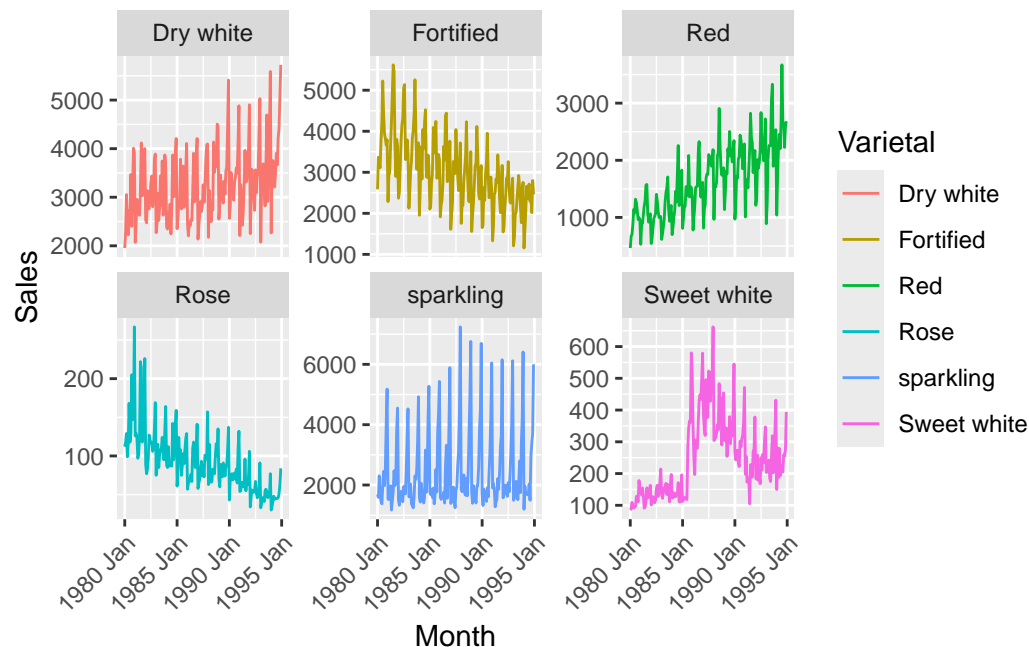 Dry white
Fortified
Red
5000
4000
3000
2000
5000
4000
3000
2000
1000
3000
2000
1000
Sales
Rose
sparkling
Sweet white
200
100
6000
4000
2000
600
500
400
300
200
100
1980 Jan
1985 Jan
1990 Jan
1995 Jan
1980 Jan
1985 Jan
1990 Jan
1995 Jan
1980 Jan
1985 Jan
1990 Jan
1995 Jan
Month
Varietal
Dry white
Fortified
Red
Rose
sparkling
Sweet white